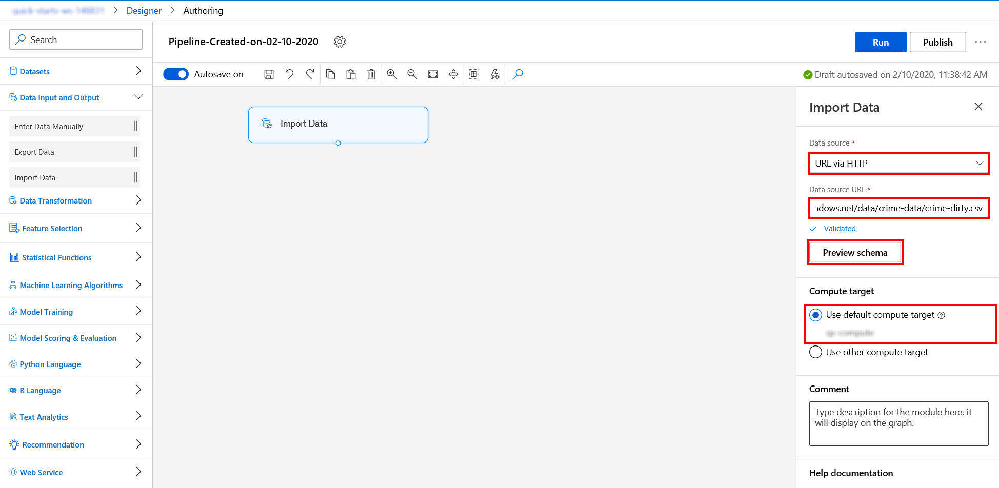 Designer > Authoring
Search
Datasets
Data Input and Output
Enter Data Manually
Export Data
Import Data
Data Transformation
Feature Selection
Statistical Functions
Machine Learning Algorithms
Model Training
Model Scoring & Evaluation
Python Language
R Language
Text Analytics
Recommendation
Web Service
Pipeline-Created-on-02-10-2020
Run
Publish
Autosave on
Draft autosaved on 2/10/2020, 11:38:42 AM
Import Data
Import Data
Data source *
URL via HTTP
Data source URL *
ndows.net/data/crime-data/crime-dirty.csv
Validated
Preview schema
Compute target
Use default compute target
Use other compute target
Comment
Type description for the module here, it
will display on the graph.
Help documentation